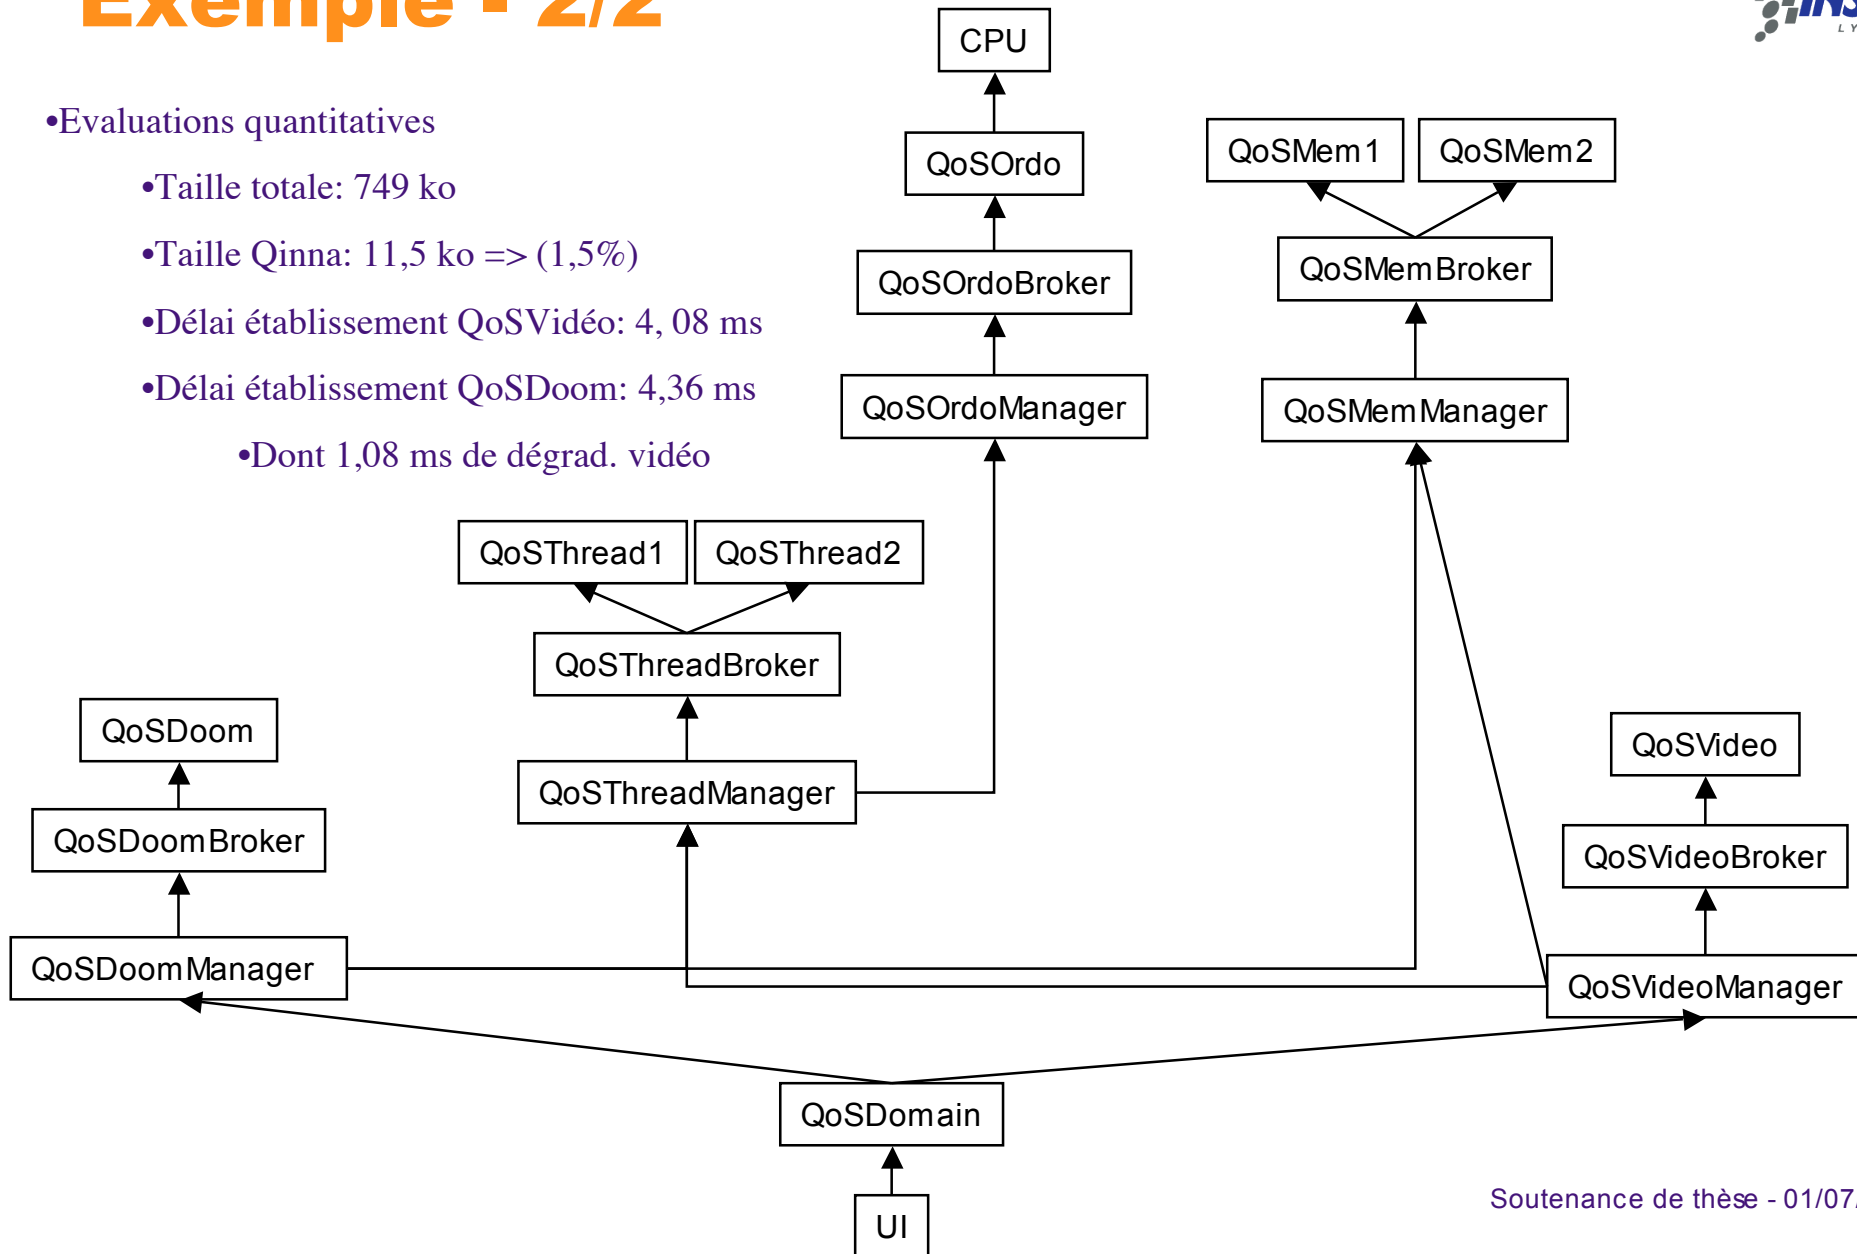 Exemple - 2/2
•Evaluations quantitatives
•Taille totale: 749 ko
•Taille Qinna: 11,5 ko => (1,5%)
•Délai établissement QoSVidéo: 4, 08 ms
•Délai établissement QoSDoom: 4,36 ms
•Dont 1,08 ms de dégrad. vidéo
CPU
QoSOrdo
QoSOrdoBroker
QoSOrdoManager
QoSMem1
QoSMem2
QoSMemBroker
QoSMemManager
QoSThread1
QoSThread2
QoSThreadBroker
QoSThreadManager
QoSDoom
QoSDoomBroker
QoSDoomManager
QoSVideo
QoSVideoBroker
QoSVideoManager
QoSDomain
UI
Soutenance de thèse - 01/07/